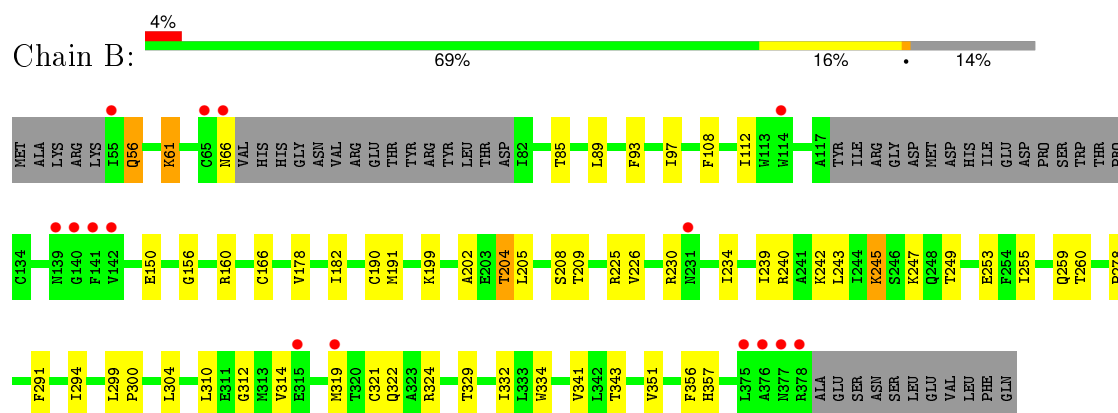 4%
Chain B:
69% 16% • 14%
MET ALA LYS ARG LYS I55 Q56 K61 C65 N66 VAL HIS HIS GLY ASN VAL ARG GLU THR TYR ARG TYR LEU THR ASP I82 T85 L89 F93 I97 F108 I112 W113 W114 A117 TYR ILE ARG GLY ASP MET ASP HIS ILE GLU ASP PRO SER TRP THR PRO
C134 N139 G140 F141 V142 E150 G156 R160 C166 V178 I182 C190 M191 K199 A202 E203 T204 L205 S208 T209 R225 V226 R230 N231 I234 I239 R240 A241 K242 L243 I244 K245 S246 K247 Q248 T249 E253 F254 I255 Q259 T260 P278
F291 I294 L299 P300 L304 L310 E311 G312 M313 V314 E315 M319 T320 C321 Q322 A323 R324 T329 I332 L333 W334 V341 L342 T343 V351 F356 H357 L375 A376 N377 R378 ALA GLU SER ASN SER LEU GLU VAL LEU PHE GLN